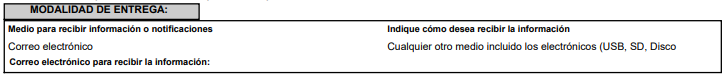 MODALIDAD DE ENTREGA:
Medio para recibir información o notificaciones Indique cómo desea recibir la información
Correo electrónico Cualquier otro medio incluido los electrónicos (USB, SD, Disco
Correo electrónico para recibir la información: